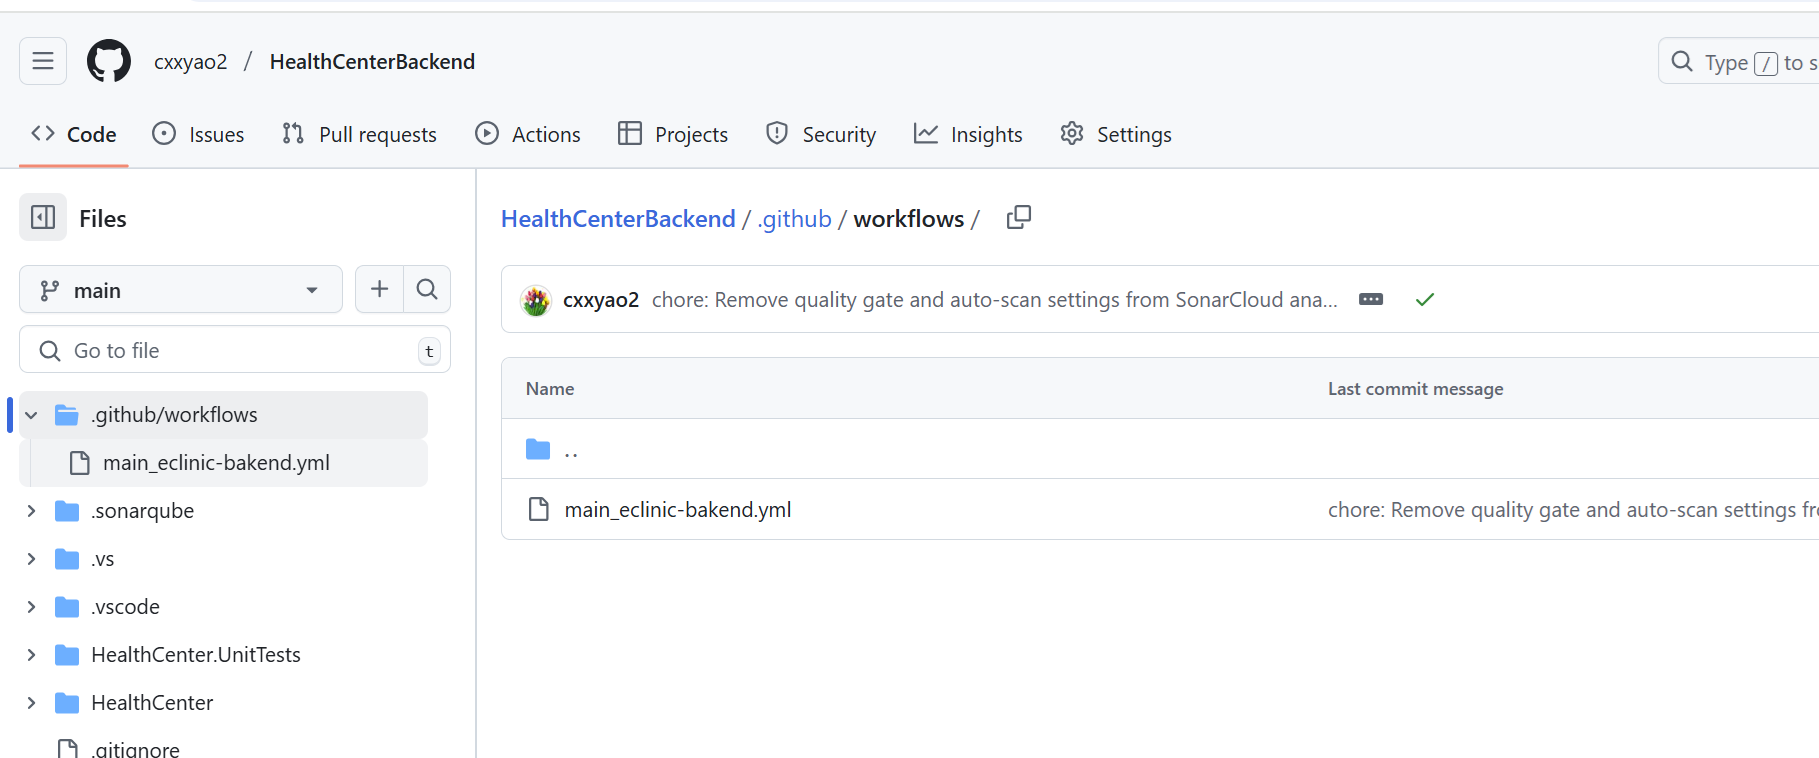 cxxyao2 / HealthCenterBackend
Type / to s
Code Issues Pull requests Actions Projects Security Insights Settings
Files
HealthCenterBackend / .github / workflows /
main
cxxyao2 chore: Remove quality gate and auto-scan settings from SonarCloud ana...
Go to file t
Name Last commit message
.github/workflows
..
main_eclinic-bakend.yml
main_eclinic-bakend.yml chore: Remove quality gate and auto-scan settings fr
.sonarqube
.vs
.vscode
HealthCenter.UnitTests
HealthCenter
.gitignore